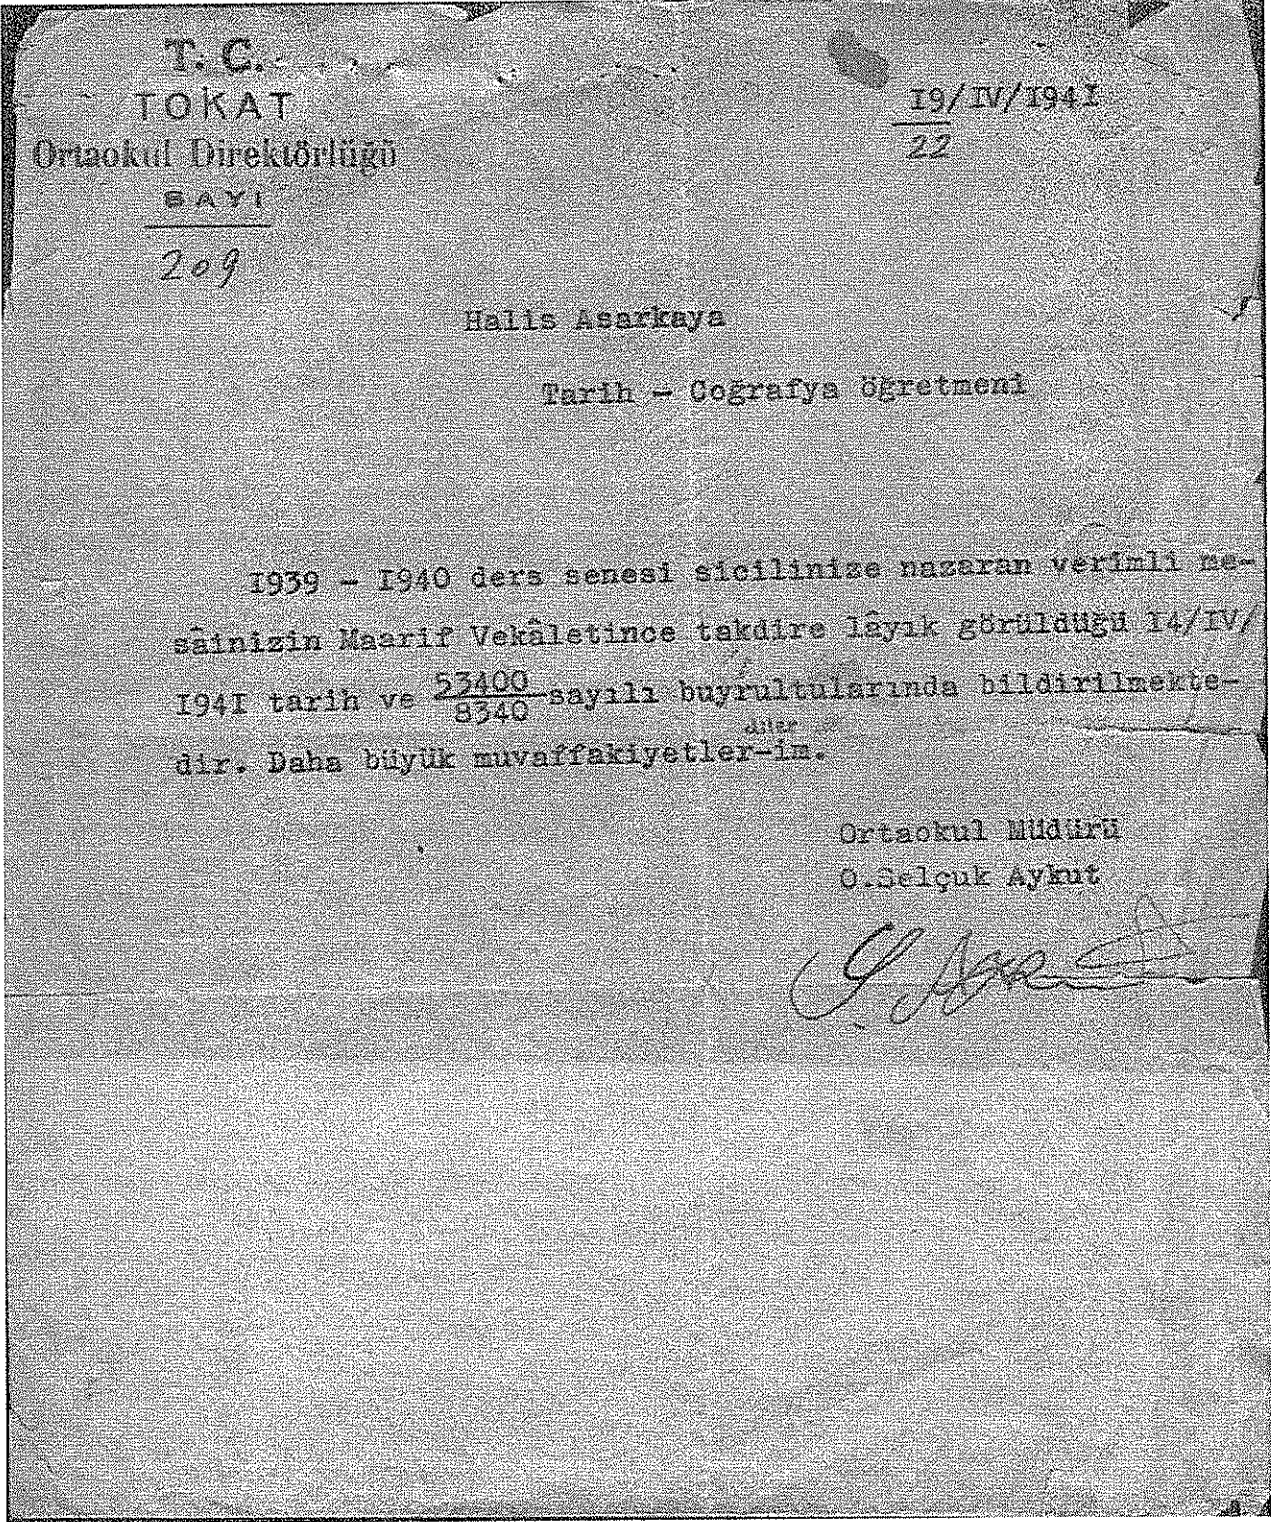 T. C.
TOKAT
Ortaokul Direktörlüğü
SAYI
209
I9/IV/I94I
22
Halis Asarkaya
Tarih - Coğrafya öğretmeni
I939 - I940 ders senesi sicilinize nazaran verimli me-
sâinizin Maarif Vekâletince takdire lâyık görüldüğü I4/IV/
I94I tarih ve 53400/8340 sayılı buyrultularında bildirilmekte-
diler
dir. Daha büyük muvaffakiyetler-im.
Ortaokul Müdürü
O.Selçuk Aykut